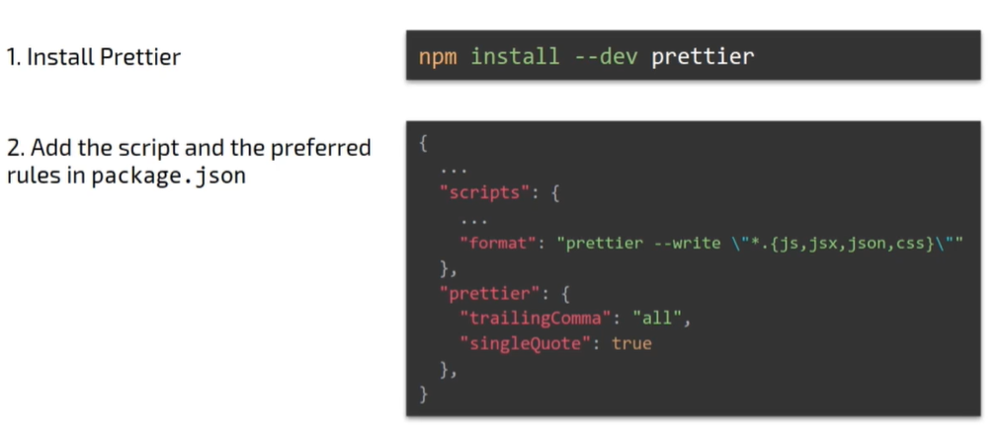 1. Install Prettier
npm install --dev prettier
2. Add the script and the preferred
rules in package.json
{
...
"scripts": {
...
"format": "prettier --write \"*.{js,jsx,json,css}\""
},
"prettier": {
"trailingComma": "all",
"singleQuote": true
},
}